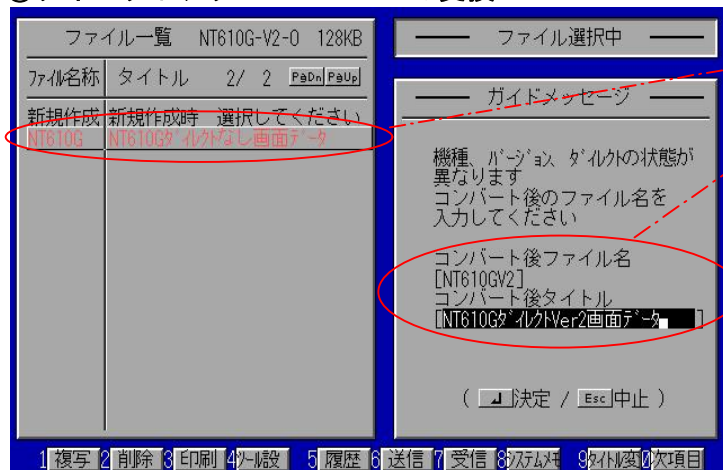 ファイル一覧 NT610G-V2-0 128KB
ファイル名称 タイトル 2/ 2 PgDn PgUp
新規作成 新規作成時 選択してください
NT610G NT610Gダイレクトなし画面データ
ファイル選択中
ガイドメッセージ
機種、バージョン、ダイレクトの状態が
異なります
コンバート後のファイル名を
入力してください
コンバート後ファイル名
[NT610GV2]
コンバート後タイトル
[NT610GダイレクトVer2画面データ ]
( 決定 / Esc 中止 )
1 複写 2 削除 3 印刷 4 ツール設 5 履歴 6 送信 7 受信 8 システムメモ 9 タイトル変 0 次項目